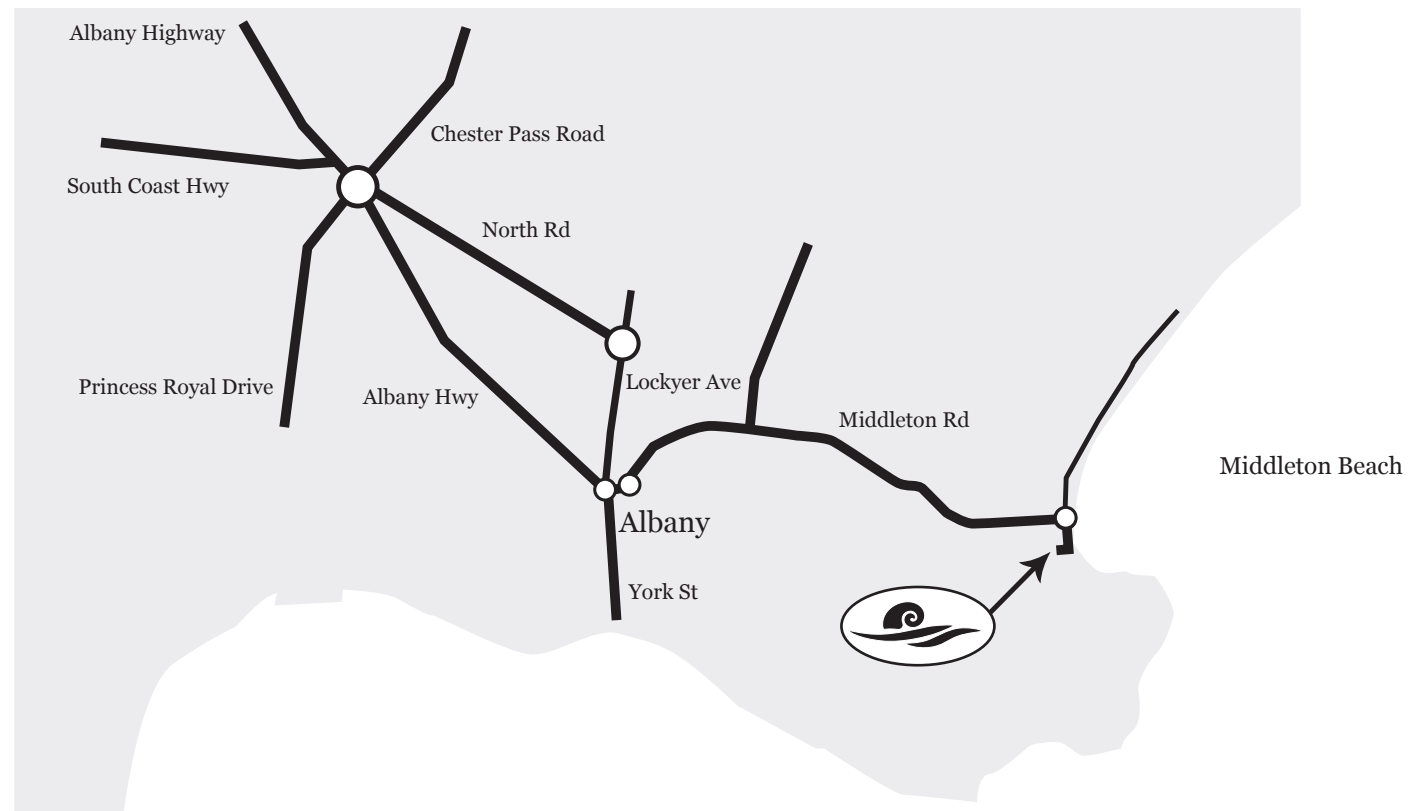 Albany Highway
Chester Pass Road
South Coast Hwy
North Rd
Princess Royal Drive
Albany Hwy
Lockyer Ave
Middleton Rd
Middleton Beach
Albany
York St